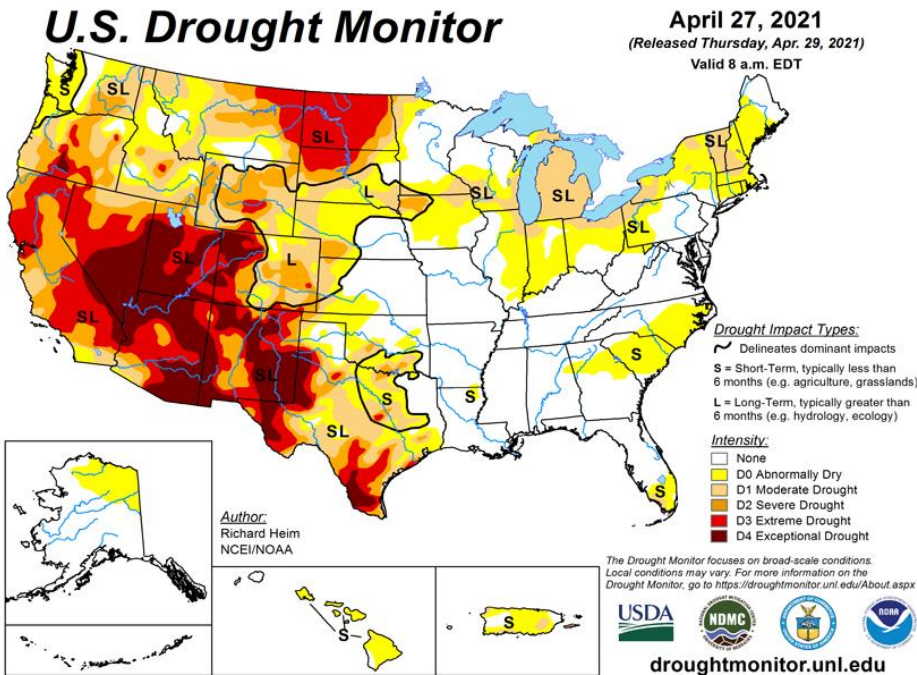 U.S. Drought Monitor
April 27, 2021
(Released Thursday, Apr. 29, 2021)
Valid 8 a.m. EDT
S
SL
SL
L
SL
SL
SL
SL
SL
L
SL
SL
S
S
S
SL
S
Drought Impact Types:
Delineates dominant impacts
S = Short-Term, typically less than
6 months (e.g. agriculture, grasslands)
L = Long-Term, typically greater than
6 months (e.g. hydrology, ecology)
Intensity:
None
D0 Abnormally Dry
D1 Moderate Drought
D2 Severe Drought
D3 Extreme Drought
D4 Exceptional Drought
Author:
Richard Heim
NCEI/NOAA
S
S
The Drought Monitor focuses on broad-scale conditions.
Local conditions may vary. For more information on the
Drought Monitor, go to https://droughtmonitor.unl.edu/About.aspx
USDA
NDMC
NOAA
droughtmonitor.unl.edu